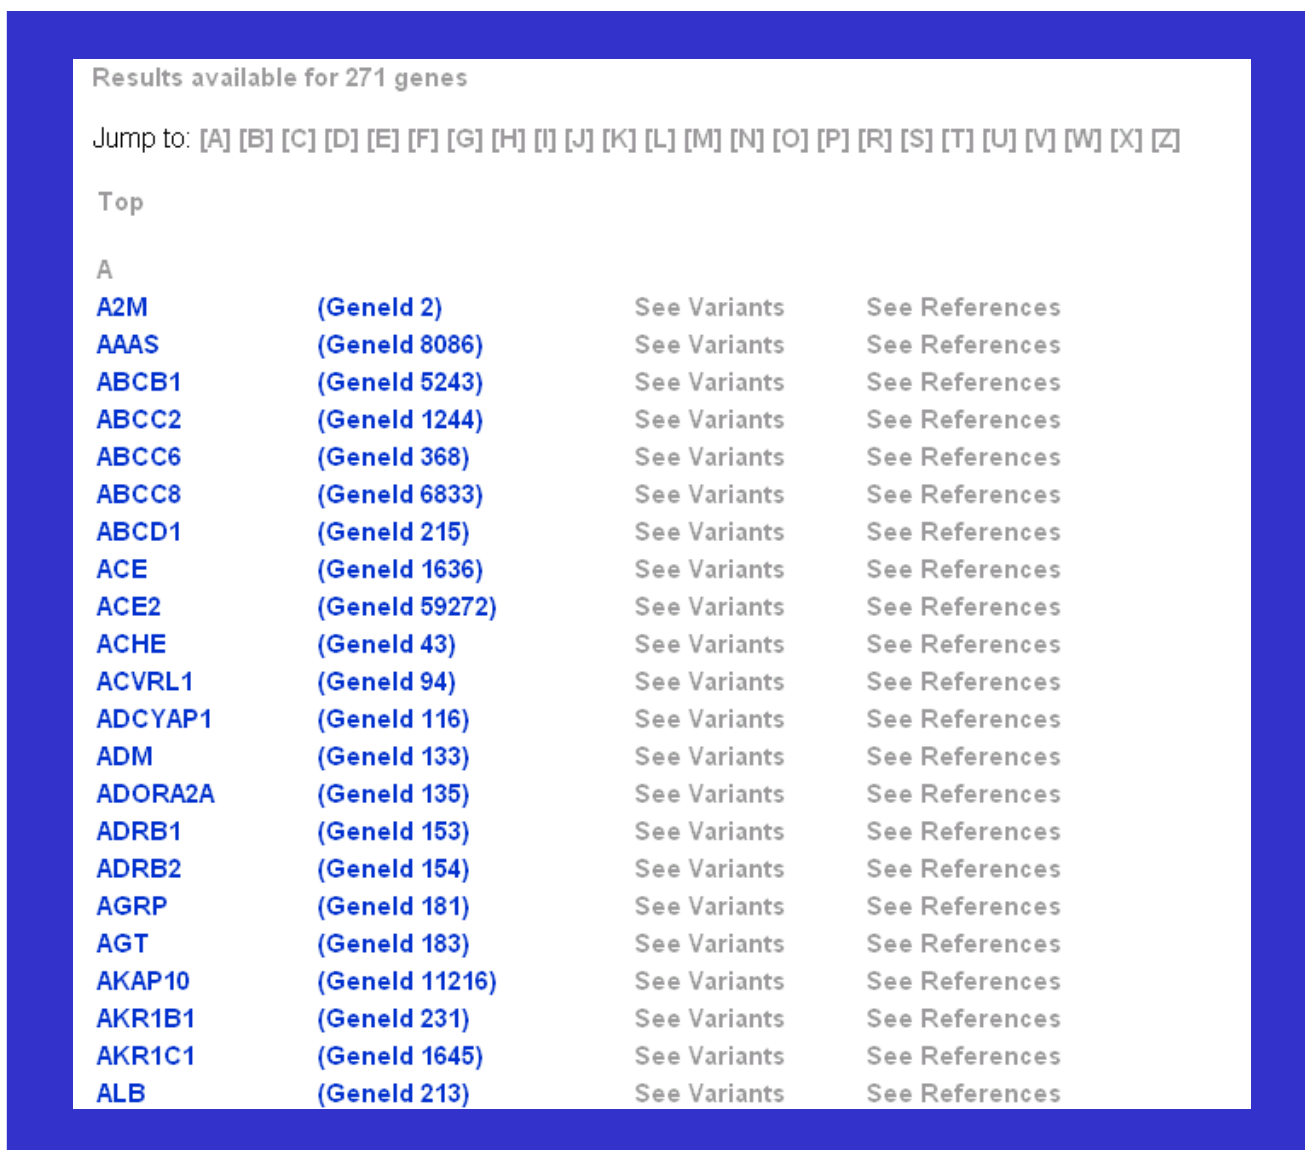 Results available for 271 genes
Jump to: [A] [B] [C] [D] [E] [F] [G] [H] [I] [J] [K] [L] [M] [N] [O] [P] [R] [S] [T] [U] [V] [W] [X] [Z]
Top
A
A2M (GeneId 2) See Variants See References
AAAS (GeneId 8086) See Variants See References
ABCB1 (GeneId 5243) See Variants See References
ABCC2 (GeneId 1244) See Variants See References
ABCC6 (GeneId 368) See Variants See References
ABCC8 (GeneId 6833) See Variants See References
ABCD1 (GeneId 215) See Variants See References
ACE (GeneId 1636) See Variants See References
ACE2 (GeneId 59272) See Variants See References
ACHE (GeneId 43) See Variants See References
ACVRL1 (GeneId 94) See Variants See References
ADCYAP1 (GeneId 116) See Variants See References
ADM (GeneId 133) See Variants See References
ADORA2A (GeneId 135) See Variants See References
ADRB1 (GeneId 153) See Variants See References
ADRB2 (GeneId 154) See Variants See References
AGRP (GeneId 181) See Variants See References
AGT (GeneId 183) See Variants See References
AKAP10 (GeneId 11216) See Variants See References
AKR1B1 (GeneId 231) See Variants See References
AKR1C1 (GeneId 1645) See Variants See References
ALB (GeneId 213) See Variants See References